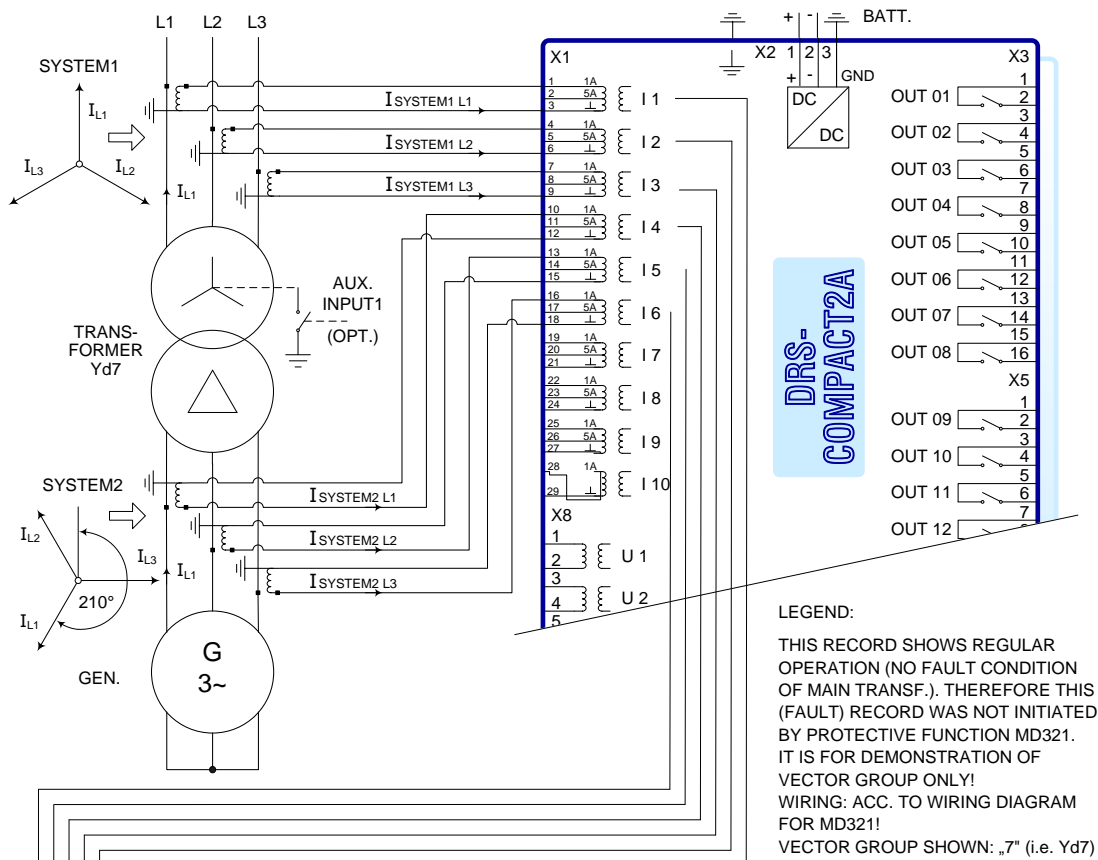 L1 L2 L3
SYSTEM1
IL1
IL3
IL2
IL1
TRANS-
FORMER
Yd7
AUX.
INPUT1
(OPT.)
SYSTEM2
IL2
IL3
IL1
210°
IL1
GEN.
G
3~
I SYSTEM1 L1
I SYSTEM1 L2
I SYSTEM1 L3
I SYSTEM2 L1
I SYSTEM2 L2
I SYSTEM2 L3
+ - BATT.
X2 1 2 3
+ - GND
DC
DC
X1
1 1A
2 5A I 1
3
4 1A
5 5A I 2
6
7 1A
8 5A I 3
9
10 1A
11 5A I 4
12
13 1A
14 5A I 5
15
16 1A
17 5A I 6
18
19 1A
20 5A I 7
21
22 1A
23 5A I 8
24
25 1A
26 5A I 9
27
28 1A
I 10
29
X8
1
2 U 1
3
4 U 2
5
DRS-
COMPACT2A
X3
1
OUT 01 2
3
OUT 02 4
5
OUT 03 6
7
OUT 04 8
9
OUT 05 10
11
OUT 06 12
13
OUT 07 14
15
OUT 08 16
X5
1
OUT 09 2
3
OUT 10 4
5
OUT 11 6
7
OUT 12
LEGEND:
THIS RECORD SHOWS REGULAR
OPERATION (NO FAULT CONDITION
OF MAIN TRANSF.). THEREFORE THIS
(FAULT) RECORD WAS NOT INITIATED
BY PROTECTIVE FUNCTION MD321.
IT IS FOR DEMONSTRATION OF
VECTOR GROUP ONLY!
WIRING: ACC. TO WIRING DIAGRAM
FOR MD321!
VECTOR GROUP SHOWN: „7" (i.e. Yd7)